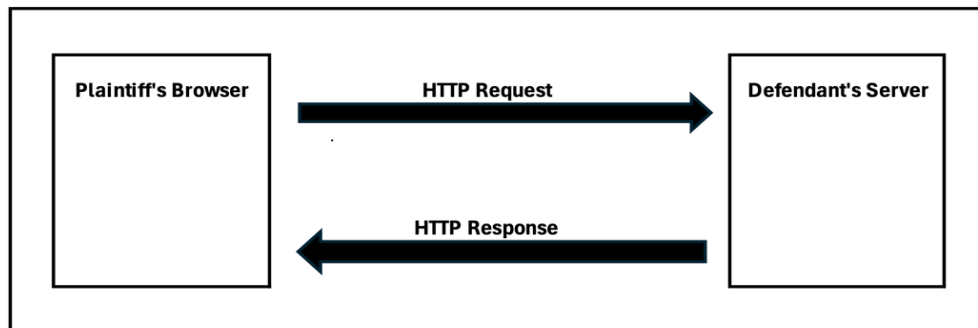 Plaintiff's Browser
HTTP Request
Defendant's Server
HTTP Response